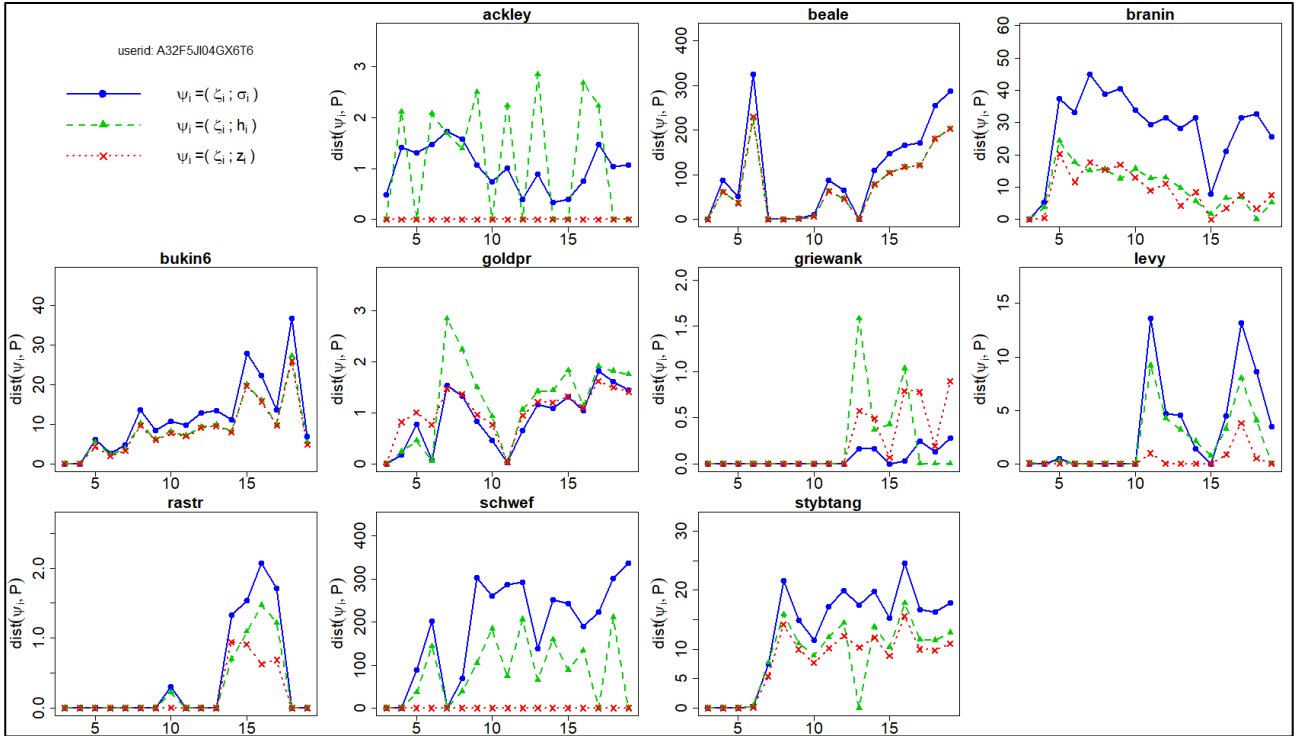 userid: A32F5JI04GX6T6
ψi =( ζi ; σi )
ψi =( ζi ; hi )
ψi =( ζi ; zi )
ackley
dist(ψi, P)
0 1 2 3
5 10 15
beale
dist(ψi, P)
0 100 200 300 400
5 10 15
branin
dist(ψi, P)
0 10 20 30 40 50 60
5 10 15
bukin6
dist(ψi, P)
0 10 20 30 40
5 10 15
goldpr
dist(ψi, P)
0 1 2 3
5 10 15
griewank
dist(ψi, P)
0.0 0.5 1.0 1.5 2.0
5 10 15
levy
dist(ψi, P)
0 5 10 15
5 10 15
rastr
dist(ψi, P)
0.0 1.0 2.0
5 10 15
schwef
dist(ψi, P)
0 100 200 300 400
5 10 15
stybtang
dist(ψi, P)
0 5 10 20 30
5 10 15